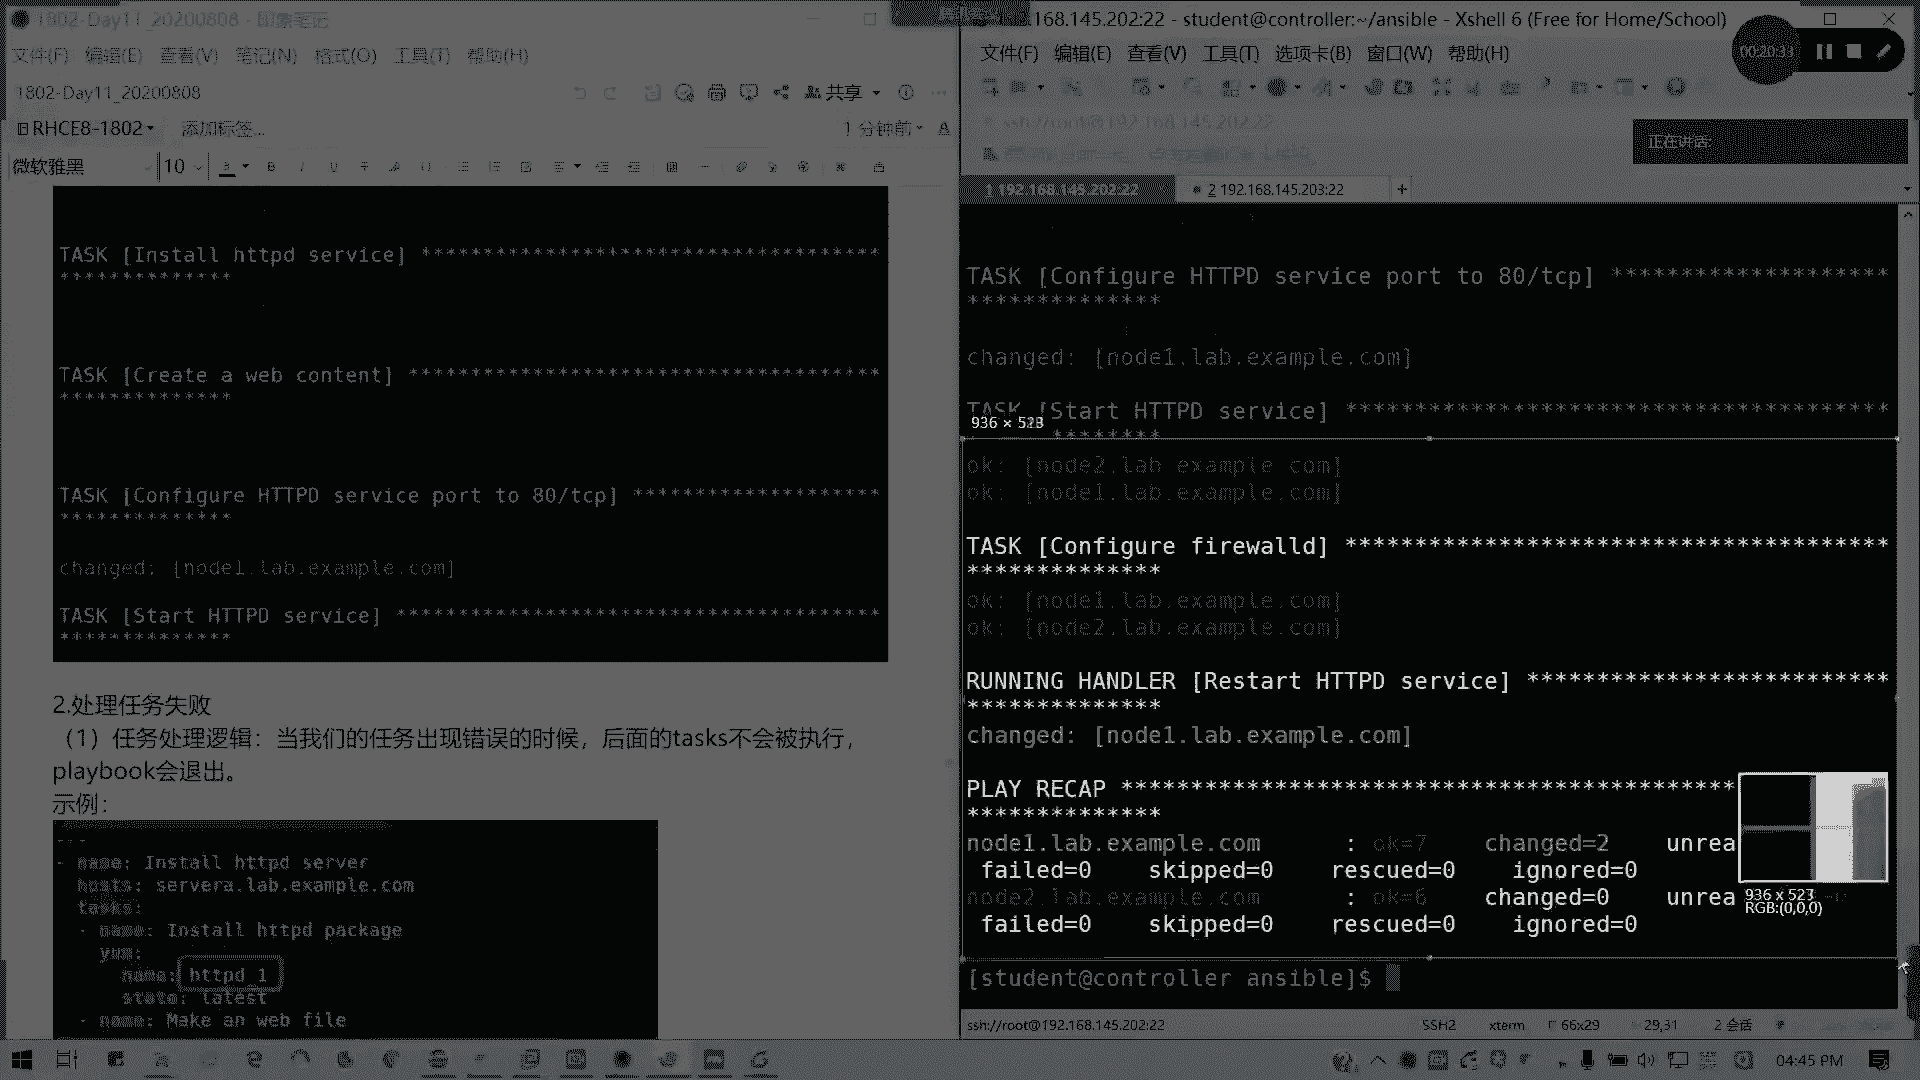 1802-Day11_20200808 - 印象笔记
文件(F) 编辑(E) 查看(V) 笔记(N) 格式(O) 工具(T) 帮助(H)
1802-Day11_20200808
共享
RHCE8-1802
添加标签...
1 分钟前
微软雅黑
10
TASK [Install httpd service] *************************************
**************
TASK [Create a web content] **************************************
**************
TASK [Configure HTTPD service port to 80/tcp] ********************
**************
changed: [node1.lab.example.com]
TASK [Start HTTPD service] ***************************************
**************
2.处理任务失败
（1）任务处理逻辑：当我们的任务出现错误的时候，后面的tasks不会被执行，
playbook会退出。
示例：
---
- name: Install httpd server
hosts: servera.lab.example.com
tasks:
- name: Install httpd package
yum:
name: httpd_1
state: latest
- name: Make an web file
168.145.202:22 - student@controller:~/ansible - Xshell 6 (Free for Home/School)
文件(F) 编辑(E) 查看(V) 工具(T) 选项卡(B) 窗口(W) 帮助(H)
00:20:33
ssh://root@192.168.145.202:22
正在讲话:
1 192.168.145.202:22
2 192.168.145.203:22
+
TASK [Configure HTTPD service port to 80/tcp] ********************
**************
changed: [node1.lab.example.com]
TASK [Start HTTPD service] ***************************************
936 × 523
ok: [node2.lab.example.com]
ok: [node1.lab.example.com]
TASK [Configure firewalld] ***************************************
**************
ok: [node1.lab.example.com]
ok: [node2.lab.example.com]
RUNNING HANDLER [Restart HTTPD service] **************************
**************
changed: [node1.lab.example.com]
PLAY RECAP ********************************************
**************
node1.lab.example.com : ok=7 changed=2 unrea
failed=0 skipped=0 rescued=0 ignored=0
node2.lab.example.com : ok=6 changed=0 unrea
failed=0 skipped=0 rescued=0 ignored=0
936 x 523
RGB:(0,0,0)
[student@controller ansible]$
ssh://root@192.168.145.202:22
SSH2
xterm
66x29
29,31
2 会话
04:45 PM